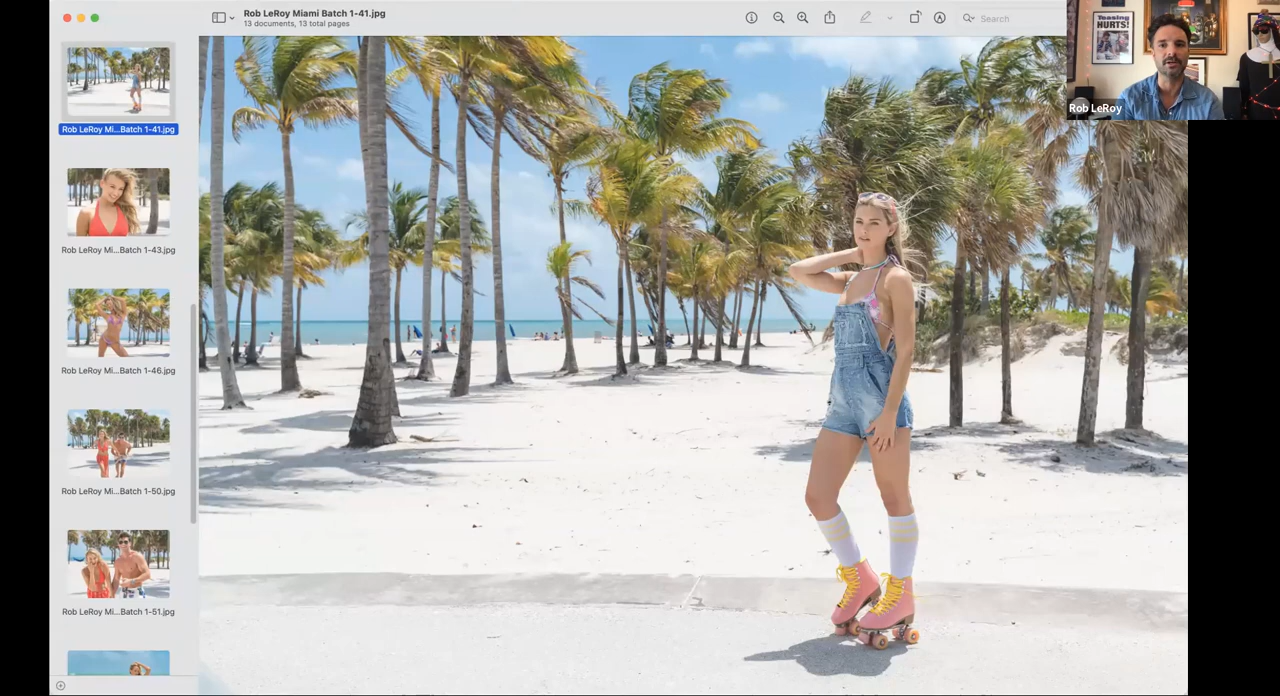 Rob LeRoy Miami Batch 1-41.jpg
13 documents, 13 total pages
Search
Teasing
HURTS!
Rob LeRoy
Rob LeRoy Mi...Batch 1-41.jpg
Rob LeRoy Mi...Batch 1-43.jpg
Rob LeRoy Mi...Batch 1-46.jpg
Rob LeRoy Mi...Batch 1-50.jpg
Rob LeRoy Mi...Batch 1-51.jpg